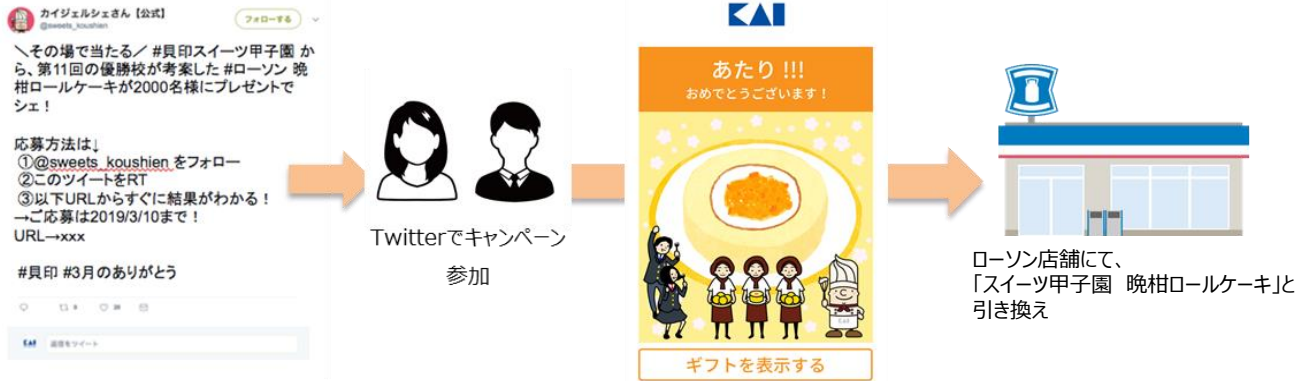 カイジェルシェさん【公式】
@sweets_koushien
フォローする
＼その場で当たる／ #貝印スイーツ甲子園 か
ら、第11回の優勝校が考案した #ローソン 晩
柑ロールケーキが2000名様にプレゼントで
シェ！
応募方法は↓
①@sweets_koushien をフォロー
②このツイートをRT
③以下URLからすぐに結果がわかる！
→ご応募は2019/3/10まで！
URL→xxx
#貝印 #3月のありがとう
KAI
返信をツイート
Twitterでキャンペーン
参加
KAI
あたり !!!
おめでとうございます！
KAI
ギフトを表示する
ローソン店舗にて、
「スイーツ甲子園　晩柑ロールケーキ」と
引き換え